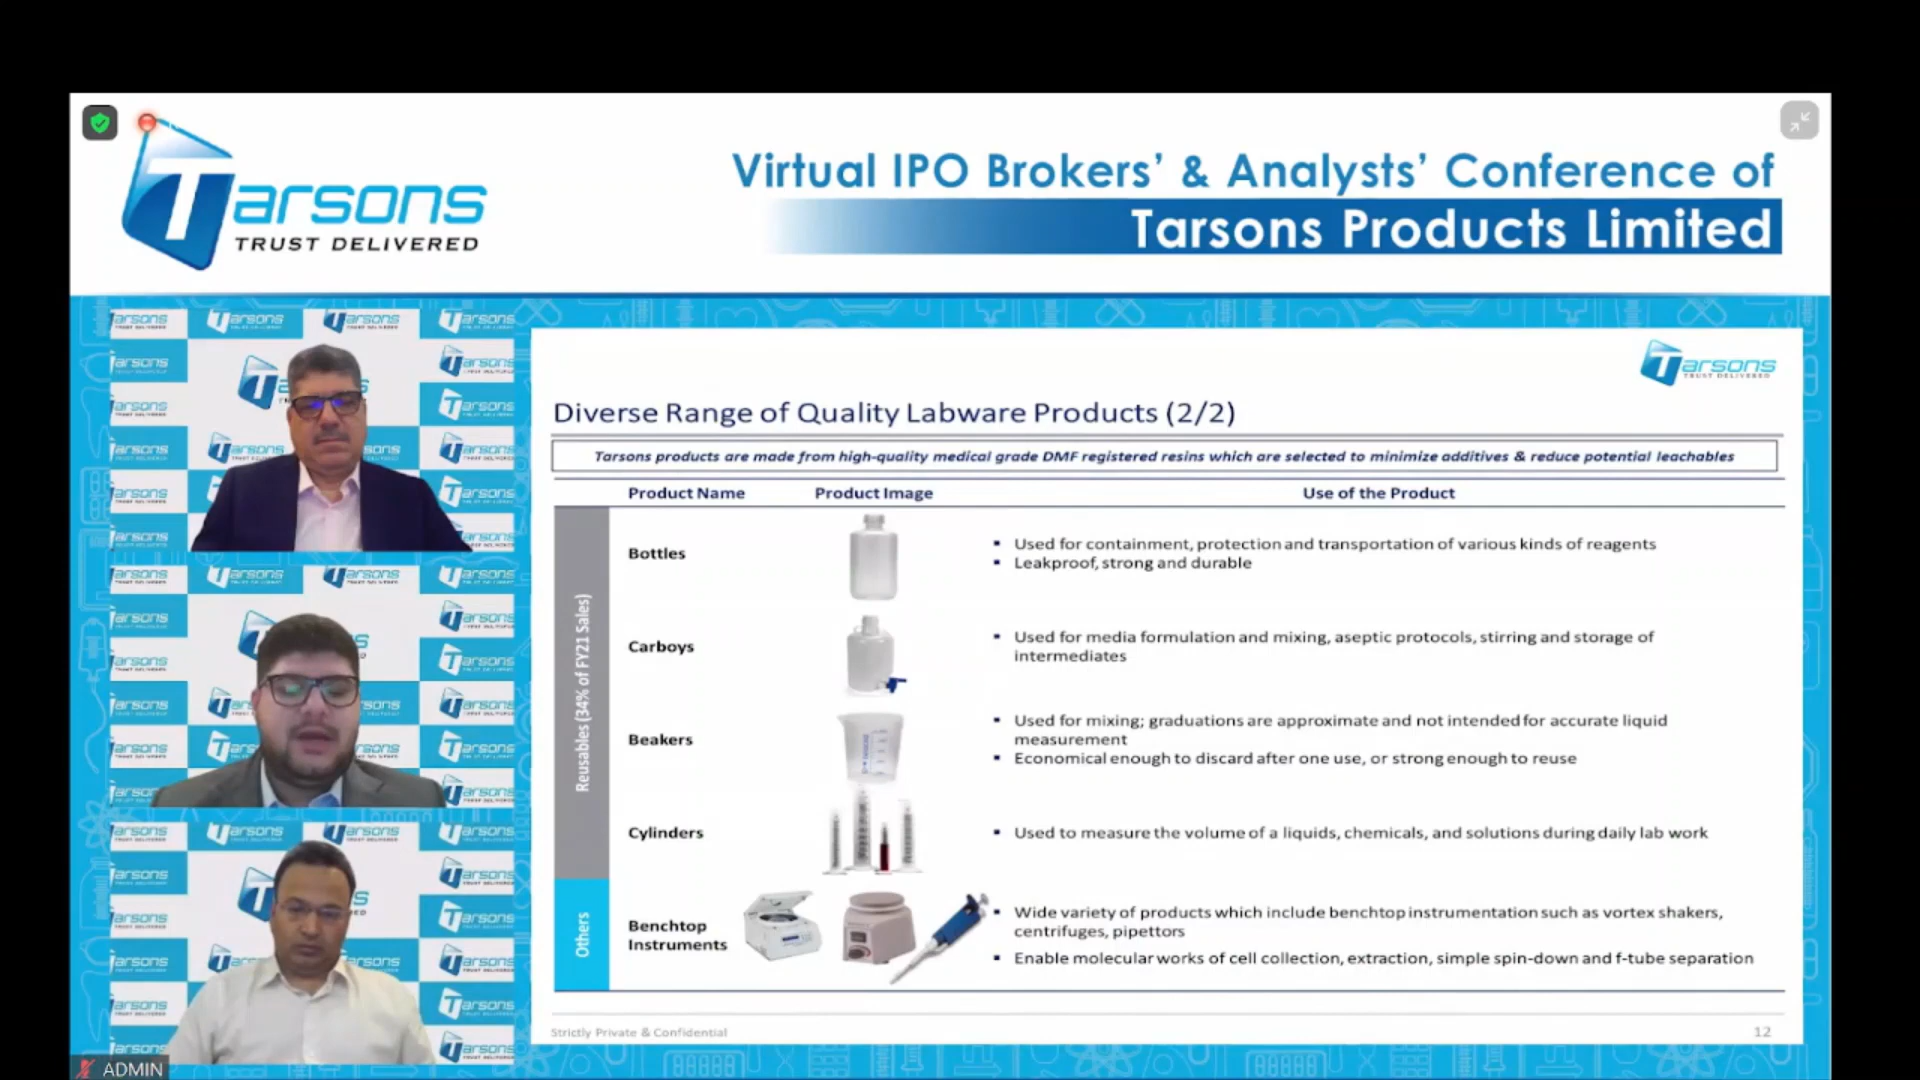 Tarsons
TRUST DELIVERED
Virtual IPO Brokers' & Analysts' Conference of
Tarsons Products Limited
Tarsons
TRUST DELIVERED
Diverse Range of Quality Labware Products (2/2)
Tarsons products are made from high-quality medical grade DMF registered resins which are selected to minimize additives & reduce potential leachables
Product Name
Product Image
Use of the Product
Reusables (34% of FY21 Sales)
Bottles
▪ Used for containment, protection and transportation of various kinds of reagents
▪ Leakproof, strong and durable
Carboys
▪ Used for media formulation and mixing, aseptic protocols, stirring and storage of
intermediates
Beakers
▪ Used for mixing; graduations are approximate and not intended for accurate liquid
measurement
▪ Economical enough to discard after one use, or strong enough to reuse
Cylinders
▪ Used to measure the volume of a liquids, chemicals, and solutions during daily lab work
Others
Benchtop
Instruments
▪ Wide variety of products which include benchtop instrumentation such as vortex shakers,
centrifuges, pipettors
▪ Enable molecular works of cell collection, extraction, simple spin-down and f-tube separation
Strictly Private & Confidential
12
ADMIN